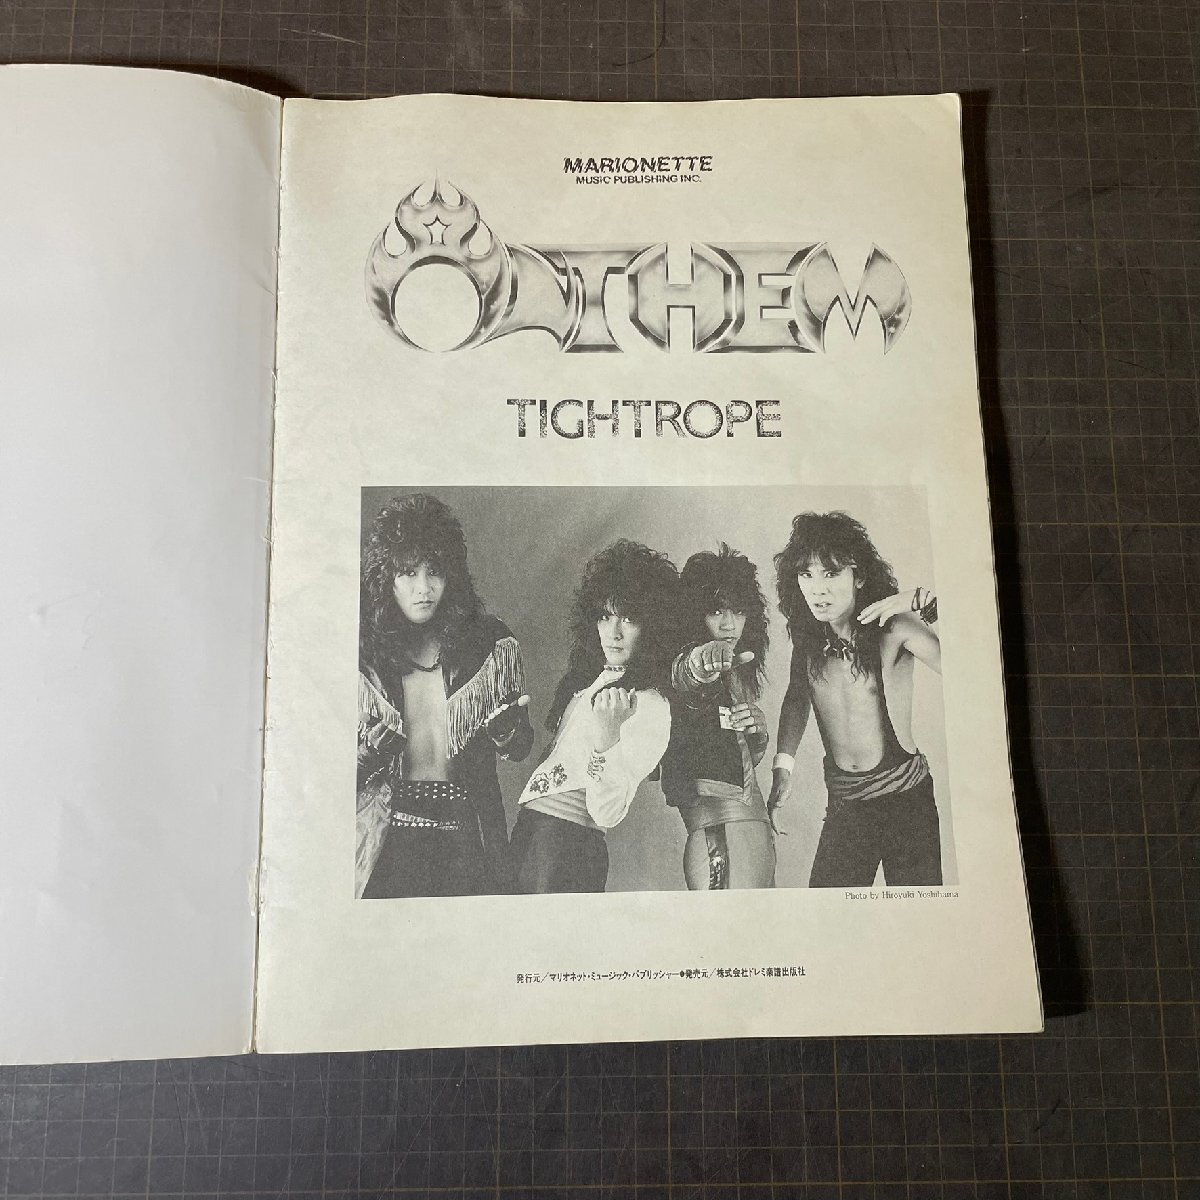 MARIONETTE
MUSIC PUBLISHING INC.
ANTHEM
TIGHTROPE
Photo by Hiroyuki Yoshihama
発行元／マリオネット・ミュージック・パブリッシャー●発売元／株式会社ドレミ楽譜出版社